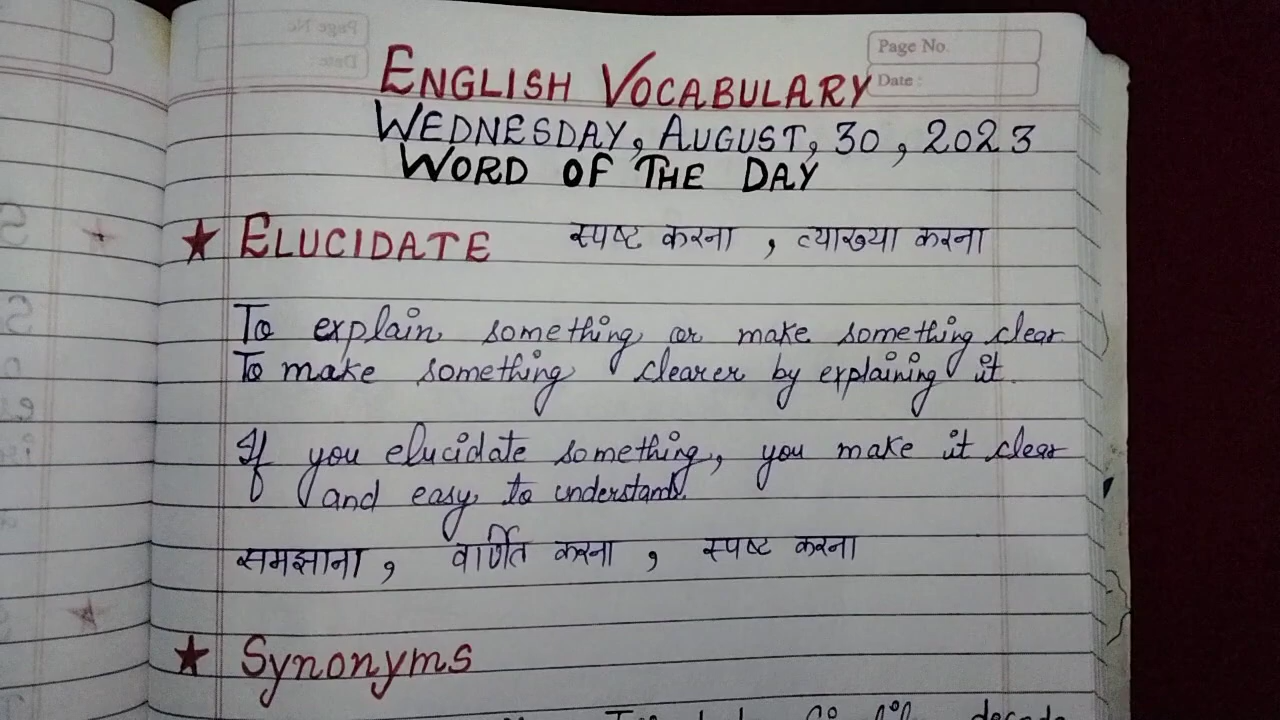 Page No.
Date :
ENGLISH VOCABULARY
WEDNESDAY, AUGUST, 30, 2023
WORD OF THE DAY
★ ELUCIDATE स्पष्ट करना , व्याख्या करना
To explain something or make something clear
To make something clearer by explaining it.
If you elucidate something, you make it clear
and easy to understand.
समझाना , वर्णित करना , स्पष्ट करना
★ Synonyms